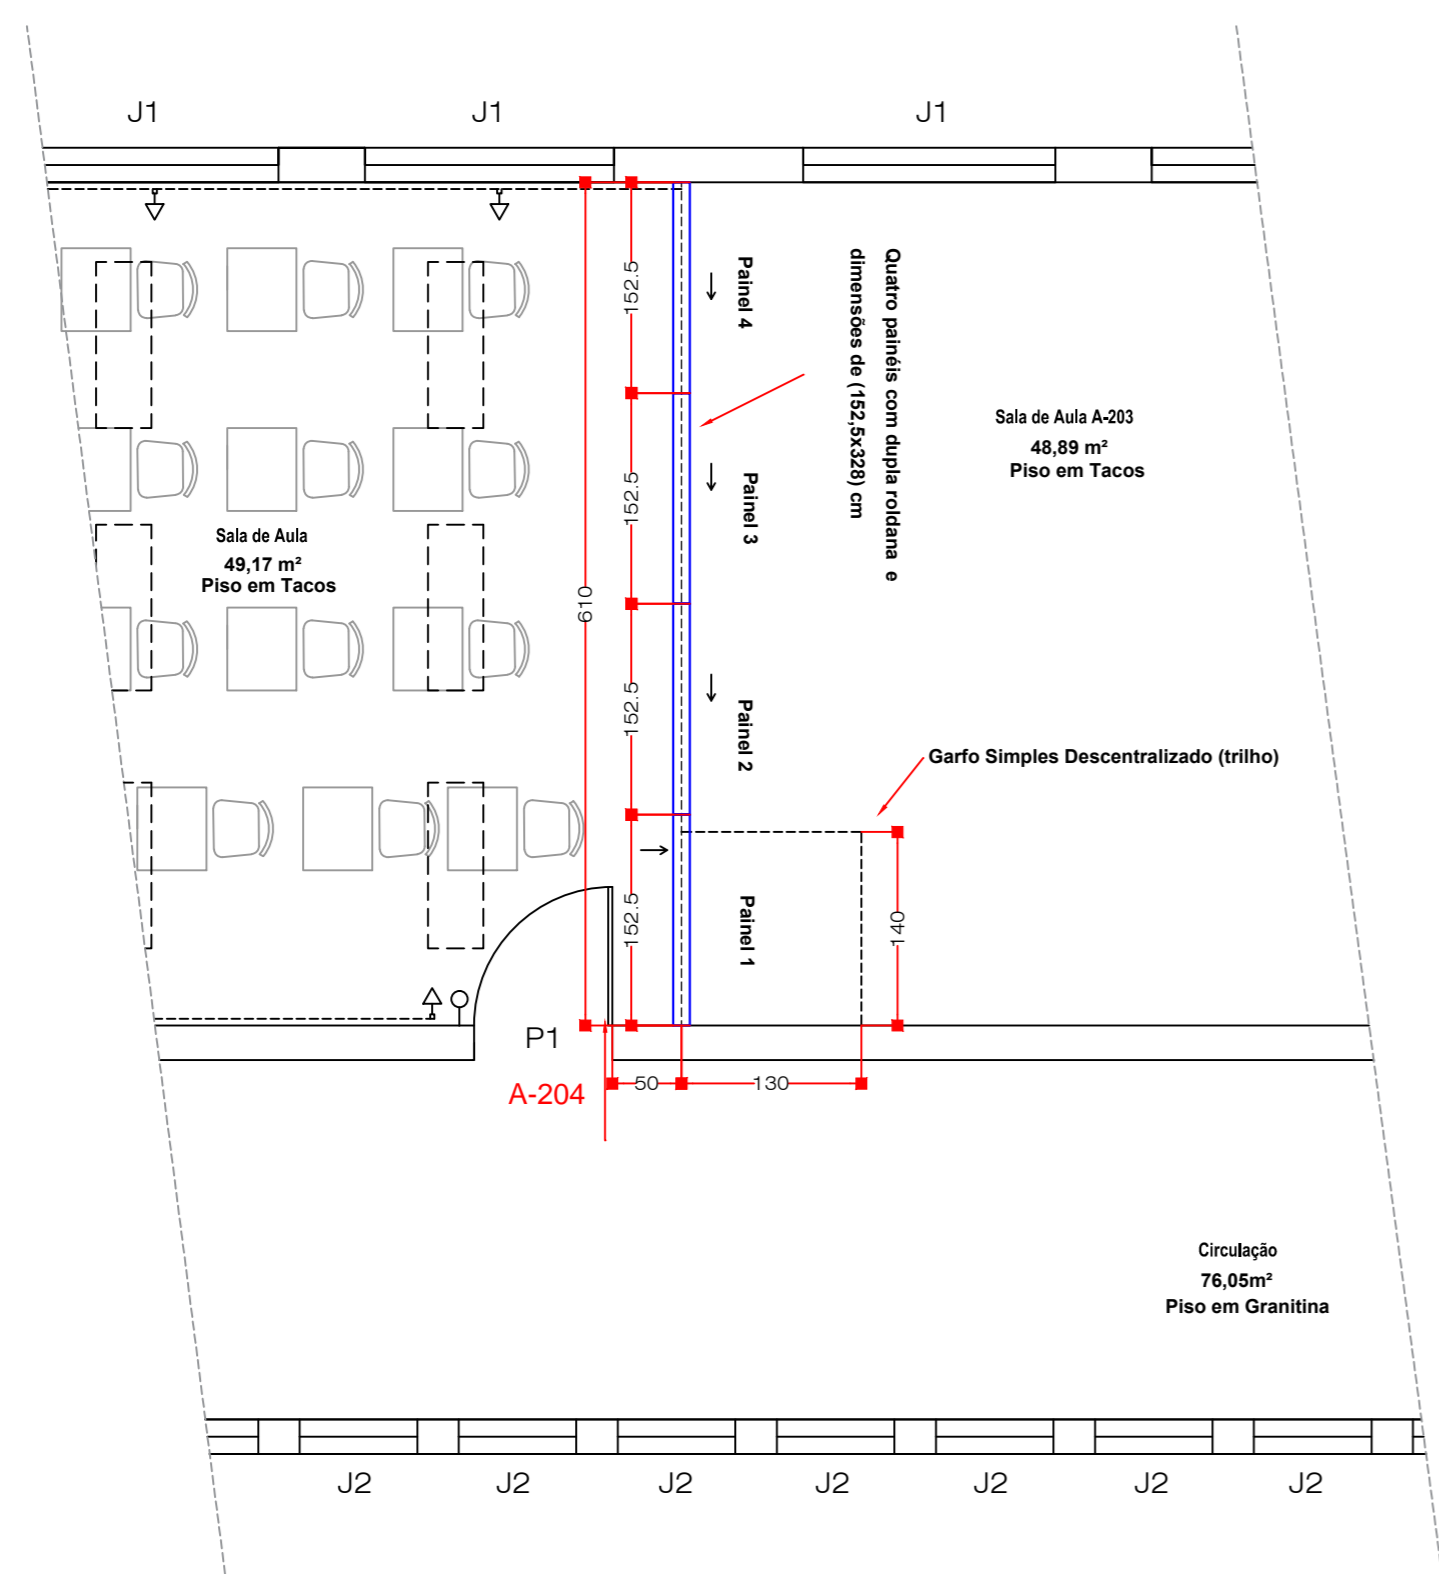 J1
J1
J1
Quatro painéis com dupla roldana e
dimensões de (152,5x328) cm
Painel 4
152.5
Sala de Aula A-203
48,89 m²
Piso em Tacos
Painel 3
152.5
Sala de Aula
49,17 m²
Piso em Tacos
610
152.5
Painel 2
Garfo Simples Descentralizado (trilho)
152.5
Painel 1
140
P1
A-204
50
130
Circulação
76,05m²
Piso em Granitina
J2
J2
J2
J2
J2
J2
J2